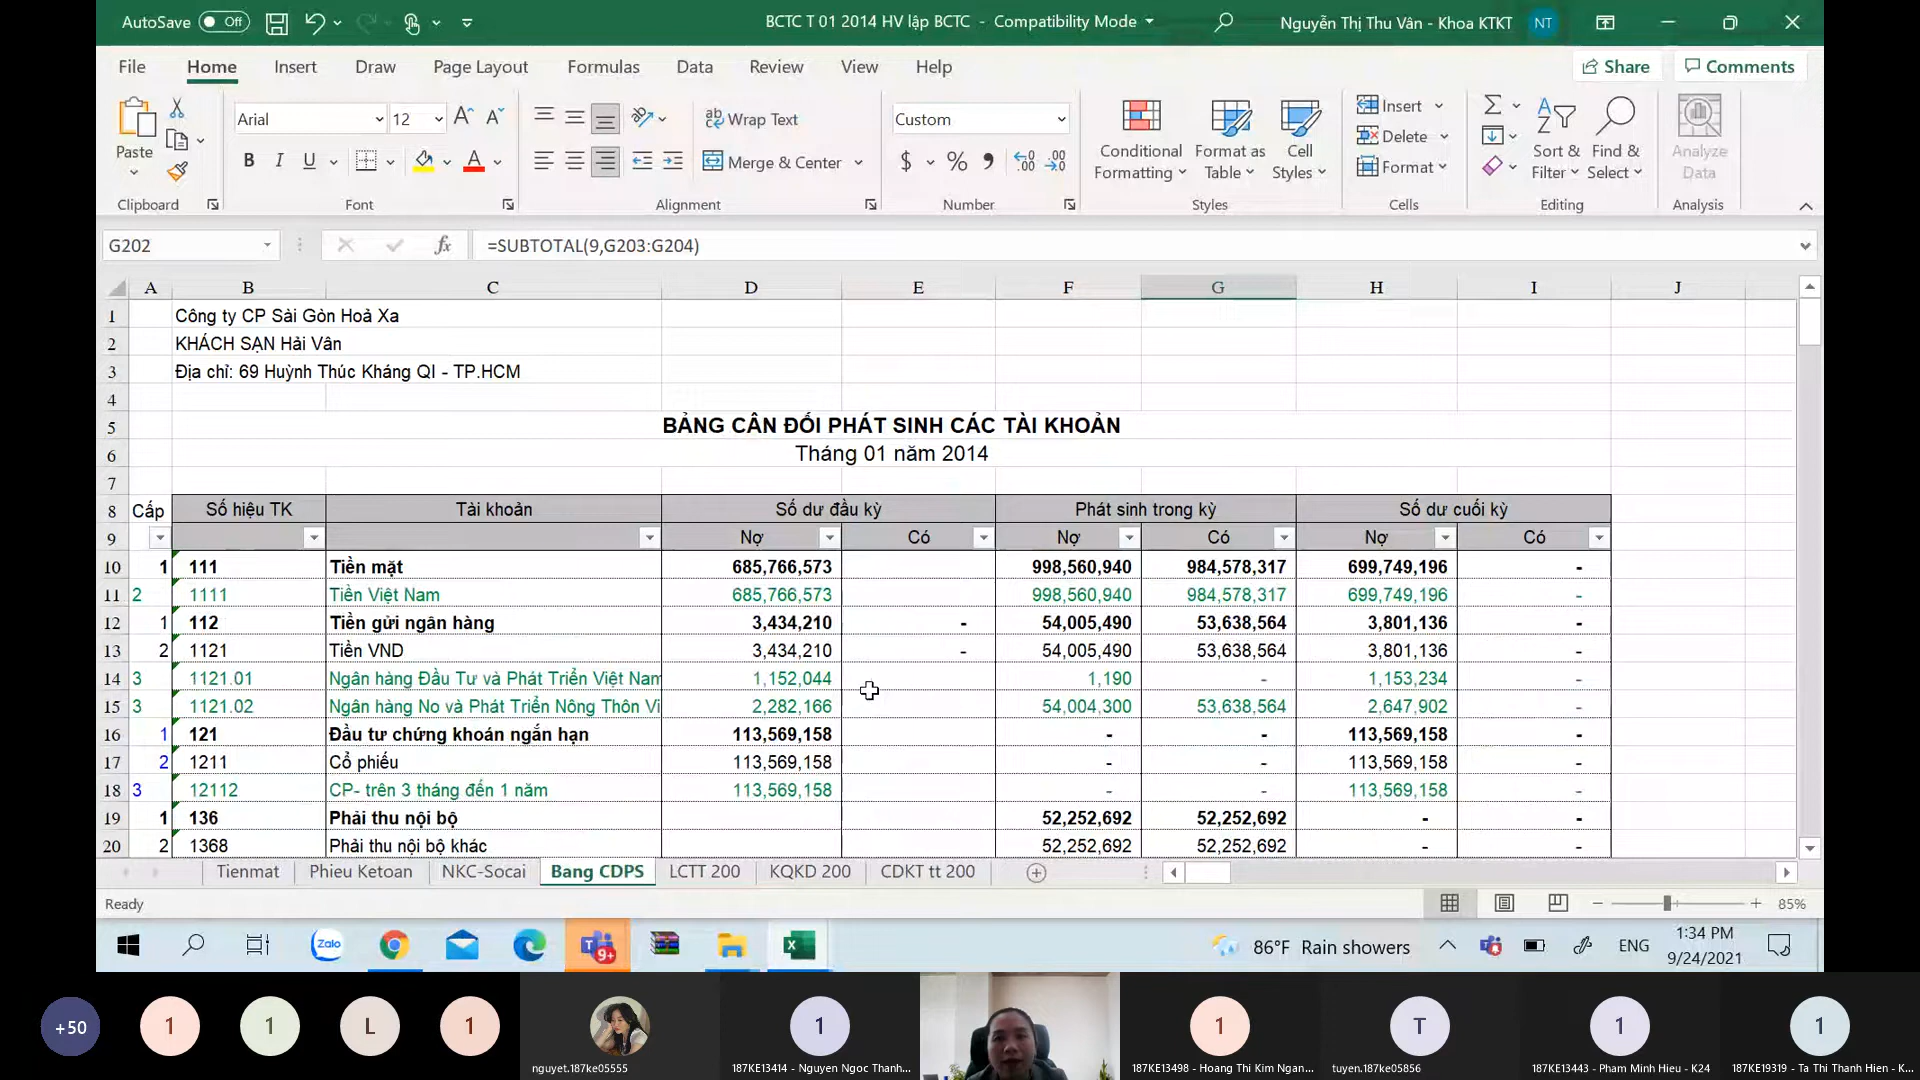 AutoSave Off
BCTC T 01 2014 HV lập BCTC - Compatibility Mode
Nguyễn Thị Thu Vân - Khoa KTKT NT
File Home Insert Draw Page Layout Formulas Data Review View Help Share Comments
Arial 12 Wrap Text Custom Insert
Paste B I U Merge & Center $ % Conditional Formatting Format as Table Cell Styles Delete Format Sort & Filter Find & Select Analyze Data
Clipboard Font Alignment Number Styles Cells Editing Analysis
G202 fx =SUBTOTAL(9,G203:G204)
A B C D E F G H I J
1 Công ty CP Sài Gòn Hoả Xa
2 KHÁCH SẠN Hải Vân
3 Địa chỉ: 69 Huỳnh Thúc Kháng QI - TP.HCM
4
5 BẢNG CÂN ĐỐI PHÁT SINH CÁC TÀI KHOẢN
6 Tháng 01 năm 2014
7
8 Cấp Số hiệu TK Tài khoản Số dư đầu kỳ Phát sinh trong kỳ Số dư cuối kỳ
9 Nợ Có Nợ Có Nợ Có
10 1 111 Tiền mặt 685,766,573 998,560,940 984,578,317 699,749,196 -
11 2 1111 Tiền Việt Nam 685,766,573 998,560,940 984,578,317 699,749,196 -
12 1 112 Tiền gửi ngân hàng 3,434,210 - 54,005,490 53,638,564 3,801,136 -
13 2 1121 Tiền VND 3,434,210 - 54,005,490 53,638,564 3,801,136 -
14 3 1121.01 Ngân hàng Đầu Tư và Phát Triển Việt Nam 1,152,044 1,190 - 1,153,234 -
15 3 1121.02 Ngân hàng No và Phát Triển Nông Thôn Vi 2,282,166 54,004,300 53,638,564 2,647,902 -
16 1 121 Đầu tư chứng khoán ngắn hạn 113,569,158 - - 113,569,158 -
17 2 1211 Cổ phiếu 113,569,158 - - 113,569,158 -
18 3 12112 CP- trên 3 tháng đến 1 năm 113,569,158 - - 113,569,158 -
19 1 136 Phải thu nội bộ 52,252,692 52,252,692 - -
20 2 1368 Phải thu nội bộ khác 52,252,692 52,252,692 - -
Tienmat Phieu Ketoan NKC-Socai Bang CDPS LCTT 200 KQKD 200 CDKT tt 200
Ready 85%
Zalo 9+ 86°F Rain showers ENG 1:34 PM
9/24/2021
+50 1 1 L 1 1 1 T 1 1
nguyet.187ke05555 187KE13414 - Nguyen Ngoc Thanh... 187KE13498 - Hoang Thi Kim Ngan... tuyen.187ke05856 187KE13443 - Pham Minh Hieu - K24 187KE19319 - Ta Thi Thanh Hien - K...